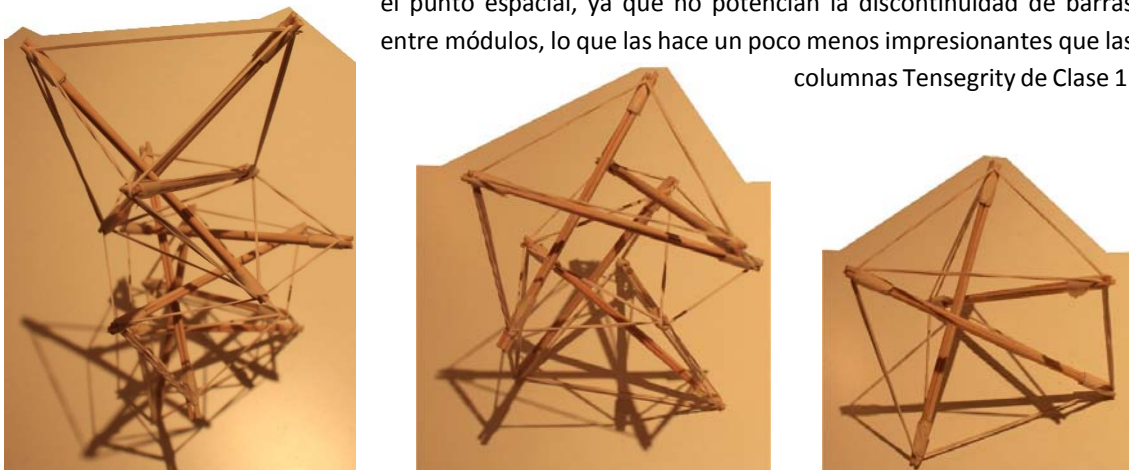 el punto espacial, ya que no potencian la discontinuidad de barras
entre módulos, lo que las hace un poco menos impresionantes que las
columnas Tensegrity de Clase 1